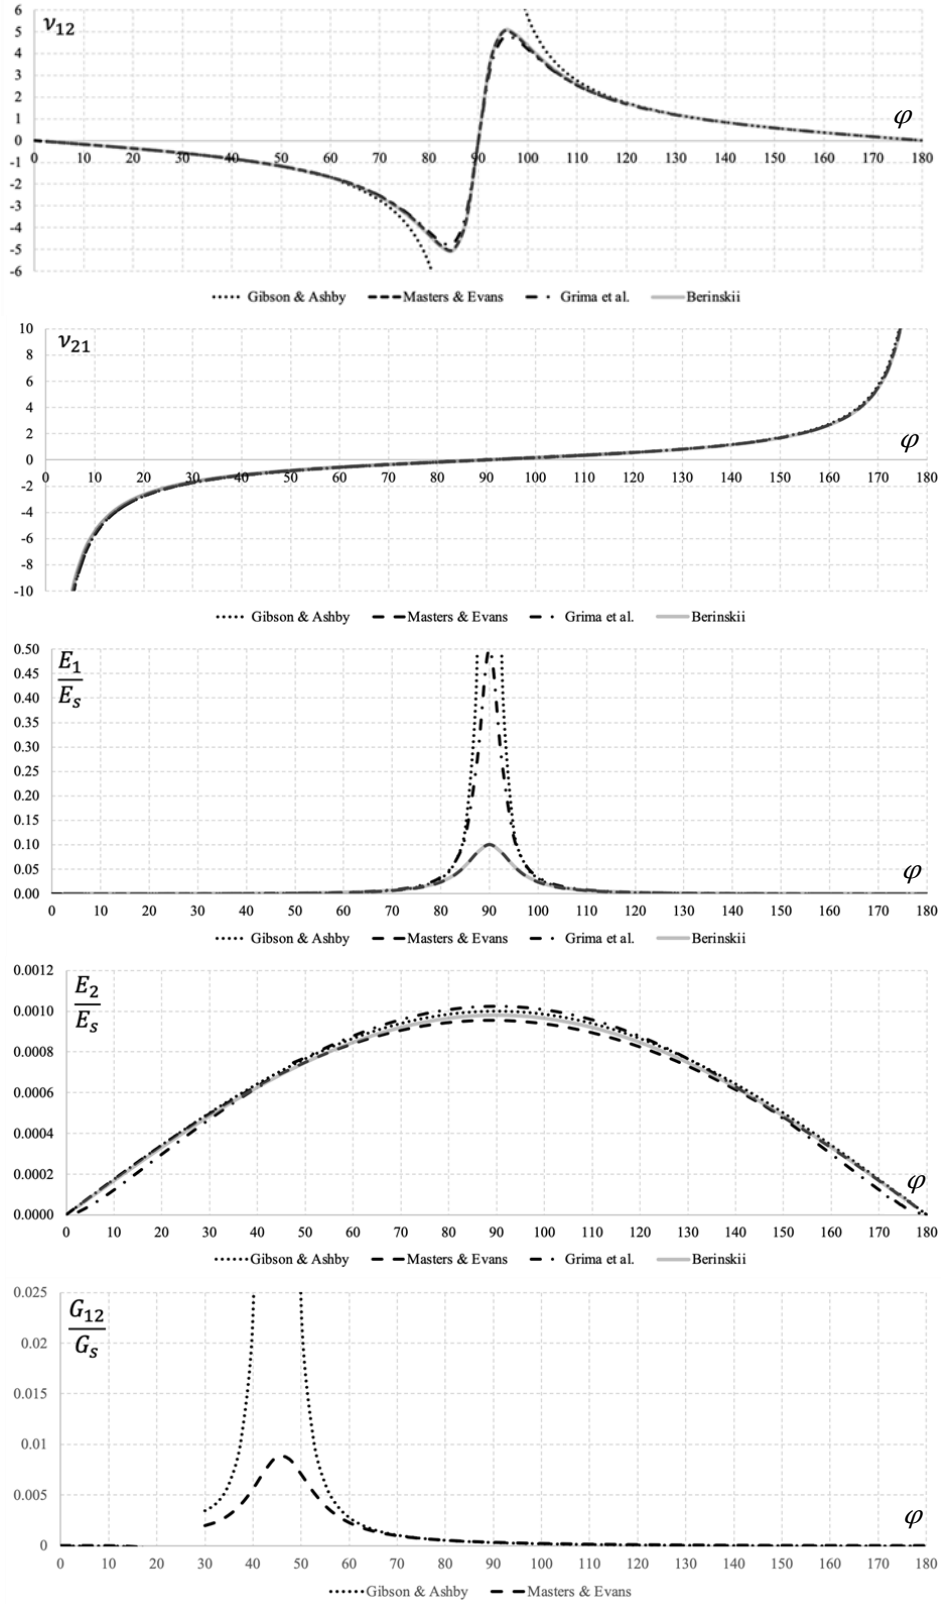 6
ν12
5
4
3
2
1
φ
0
0 10 20 30 40 50 60 70 80 90 100 110 120 130 140 150 160 170 180
-1
-2
-3
-4
-5
-6
Gibson & Ashby Masters & Evans Grima et al. Berinskii
10
ν21
8
6
4
2
φ
0
0 10 20 30 40 50 60 70 80 90 100 110 120 130 140 150 160 170 180
-2
-4
-6
-8
-10
Gibson & Ashby Masters & Evans Grima et al. Berinskii
0.50
E1
Es
0.45
0.40
0.35
0.30
0.25
0.20
0.15
0.10
0.05
φ
0.00
0 10 20 30 40 50 60 70 80 90 100 110 120 130 140 150 160 170 180
Gibson & Ashby Masters & Evans Grima et al. Berinskii
0.0012
E2
Es
0.0010
0.0008
0.0006
0.0004
0.0002
φ
0.0000
0 10 20 30 40 50 60 70 80 90 100 110 120 130 140 150 160 170 180
Gibson & Ashby Masters & Evans Grima et al. Berinskii
0.025
G12
Gs
0.02
0.015
0.01
0.005
φ
0
0 10 20 30 40 50 60 70 80 90 100 110 120 130 140 150 160 170 180
Gibson & Ashby Masters & Evans